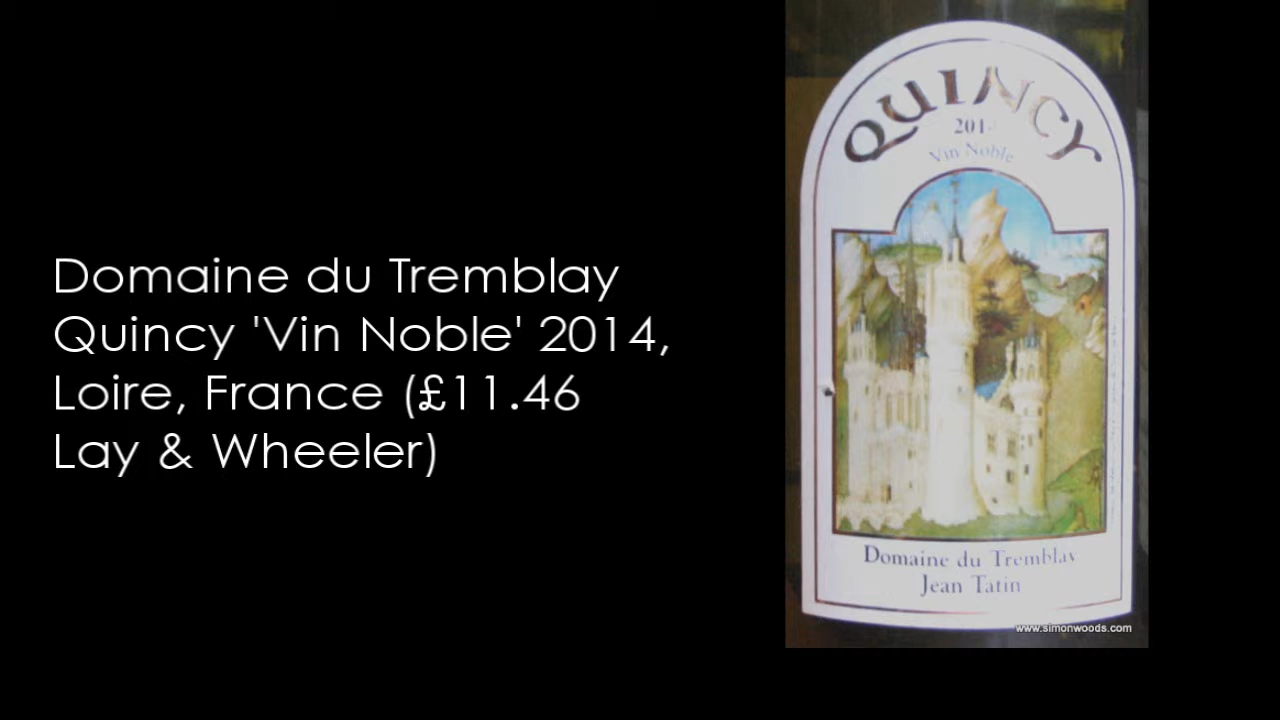 Domaine du Tremblay
Quincy 'Vin Noble' 2014,
Loire, France (£11.46
Lay & Wheeler)
QUINCY
Vin Noble
Domaine du Tremblay
Jean Tatin
www.simonwoods.com